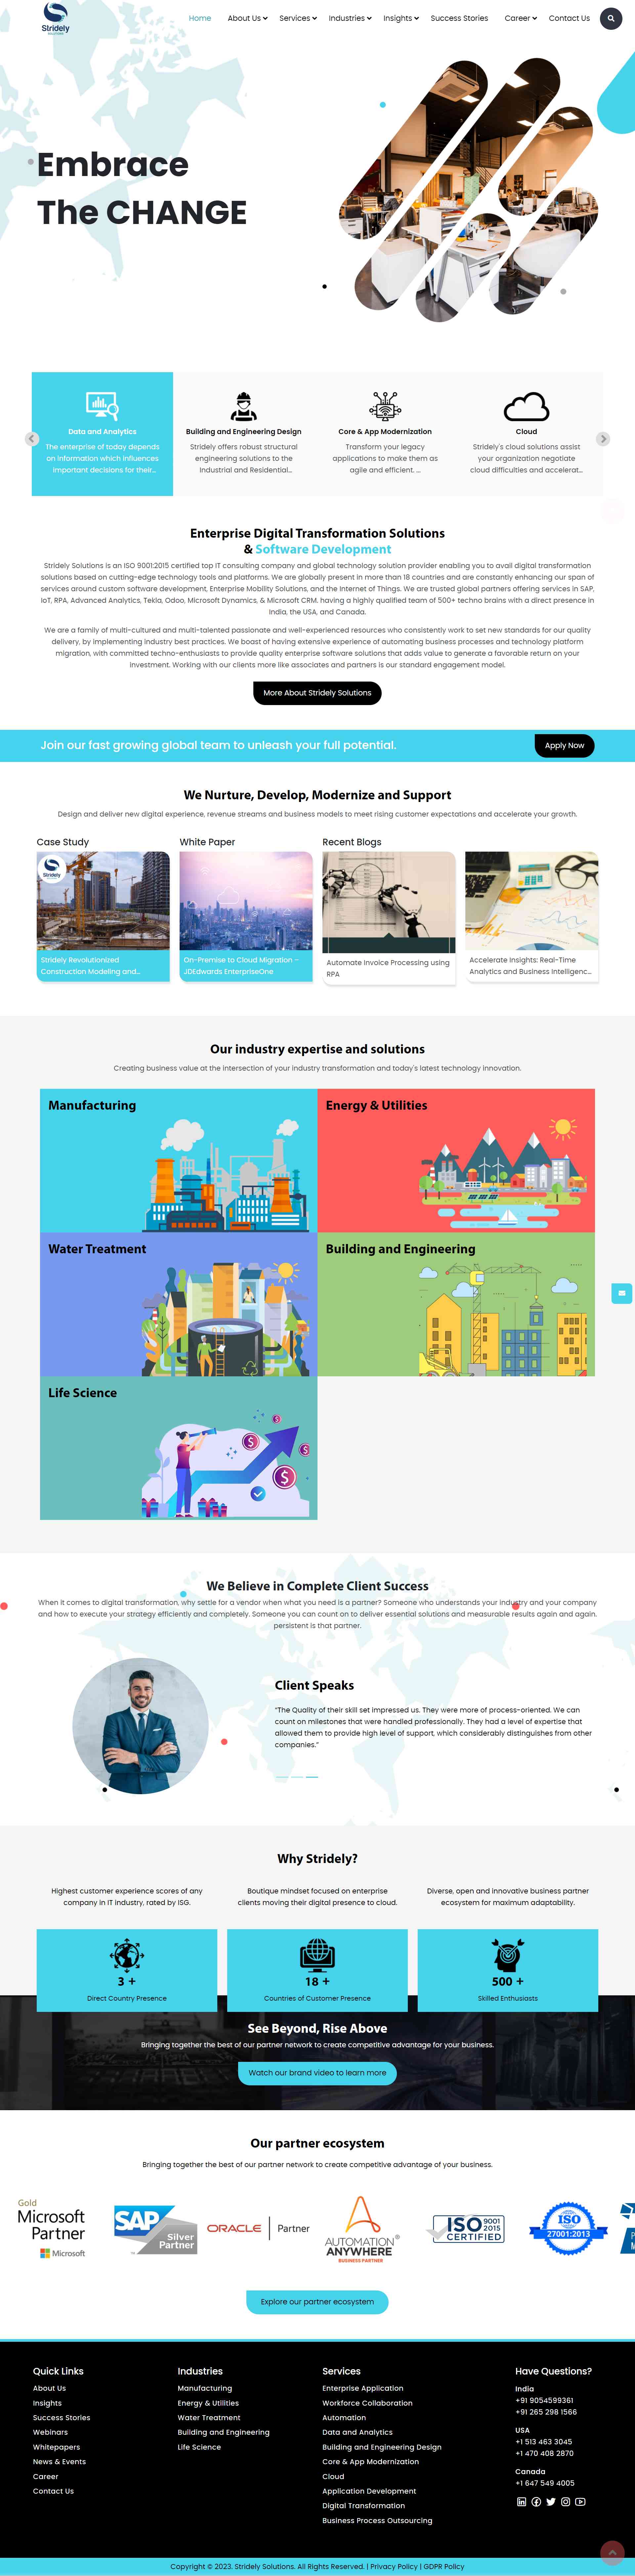 Stridely
SOLUTIONS
Home
About Us
Services
Industries
Insights
Success Stories
Career
Contact Us
Embrace
The CHANGE
Data and Analytics
The enterprise of today depends
on information which influences
important decisions for their...
Building and Engineering Design
Stridely offers robust structural
engineering solutions to the
Industrial and Residential...
Core & App Modernization
Transform your legacy
applications to make them as
agile and efficient. ...
Cloud
Stridely's cloud solutions assist
your organization negotiate
cloud difficulties and accelerat...
Enterprise Digital Transformation Solutions
& Software Development
Stridely Solutions is an ISO 9001:2015 certified top IT consulting company and global technology solution provider enabling you to avail digital transformation
solutions based on cutting-edge technology tools and platforms. We are globally present in more than 18 countries and are constantly enhancing our span of
services around custom software development, Enterprise Mobility Solutions, and the Internet of Things. We are trusted global partners offering services in SAP,
IoT, RPA, Advanced Analytics, Tekla, Odoo, Microsoft Dynamics, & Microsoft CRM, having a highly qualified team of 500+ techno brains with a direct presence in
India, the USA, and Canada.
We are a family of multi-cultured and multi-talented passionate and well-experienced resources who consistently work to set new standards for our quality
delivery, by implementing industry best practices. We boast of having extensive experience of automating business processes and technology platform
migration, with committed techno-enthusiasts to provide quality enterprise software solutions that adds value to generate a favorable return on your
investment. Working with our clients more like associates and partners is our standard engagement model.
More About Stridely Solutions
Join our fast growing global team to unleash your full potential.
Apply Now
We Nurture, Develop, Modernize and Support
Design and deliver new digital experience, revenue streams and business models to meet rising customer expectations and accelerate your growth.
Case Study
Stridely
Stridely Revolutionized
Construction Modeling and...
White Paper
On-Premise to Cloud Migration –
JDEdwards EnterpriseOne
Recent Blogs
Automate Invoice Processing using
RPA
Accelerate Insights: Real-Time
Analytics and Business Intelligenc...
Our industry expertise and solutions
Creating business value at the intersection of your industry transformation and today's latest technology innovation.
Manufacturing
Energy & Utilities
Water Treatment
Building and Engineering
Life Science
We Believe in Complete Client Success
When it comes to digital transformation, why settle for a vendor when what you need is a partner? Someone who understands your industry and your company
and how to execute your strategy efficiently and completely. Someone you can count on to deliver essential solutions and measurable results again and again.
persistent is that partner.
Client Speaks
"The Quality of their skill set impressed us. They were more of process-oriented. We can
count on milestones that were handled professionally. They had a level of expertise that
allowed them to provide high level of support, which considerably distinguishes from other
companies."
Why Stridely?
Highest customer experience scores of any
company in IT industry, rated by ISG.
Boutique mindset focused on enterprise
clients moving their digital presence to cloud.
Diverse, open and innovative business partner
ecosystem for maximum adaptability.
3 +
Direct Country Presence
18 +
Countries of Customer Presence
500 +
Skilled Enthusiasts
See Beyond, Rise Above
Bringing together the best of our partner network to create competitive advantage for your business.
Watch our brand video to learn more
Our partner ecosystem
Bringing together the best of our partner network to create competitive advantage of your business.
Gold
Microsoft
Partner
Microsoft
SAP
Silver
Partner
ORACLE
Partner
AUTOMATION
ANYWHERE
BUSINESS PARTNER
ISO 9001
2015
CERTIFIED
ISO
27001:2013
Explore our partner ecosystem
Quick Links
About Us
Insights
Success Stories
Webinars
Whitepapers
News & Events
Career
Contact Us
Industries
Manufacturing
Energy & Utilities
Water Treatment
Building and Engineering
Life Science
Services
Enterprise Application
Workforce Collaboration
Automation
Data and Analytics
Building and Engineering Design
Core & App Modernization
Cloud
Application Development
Digital Transformation
Business Process Outsourcing
Have Questions?
India
+91 9054599361
+91 265 298 1566
USA
+1 513 463 3045
+1 470 408 2870
Canada
+1 647 549 4005
Copyright © 2023. Stridely Solutions. All Rights Reserved. | Privacy Policy | GDPR Policy